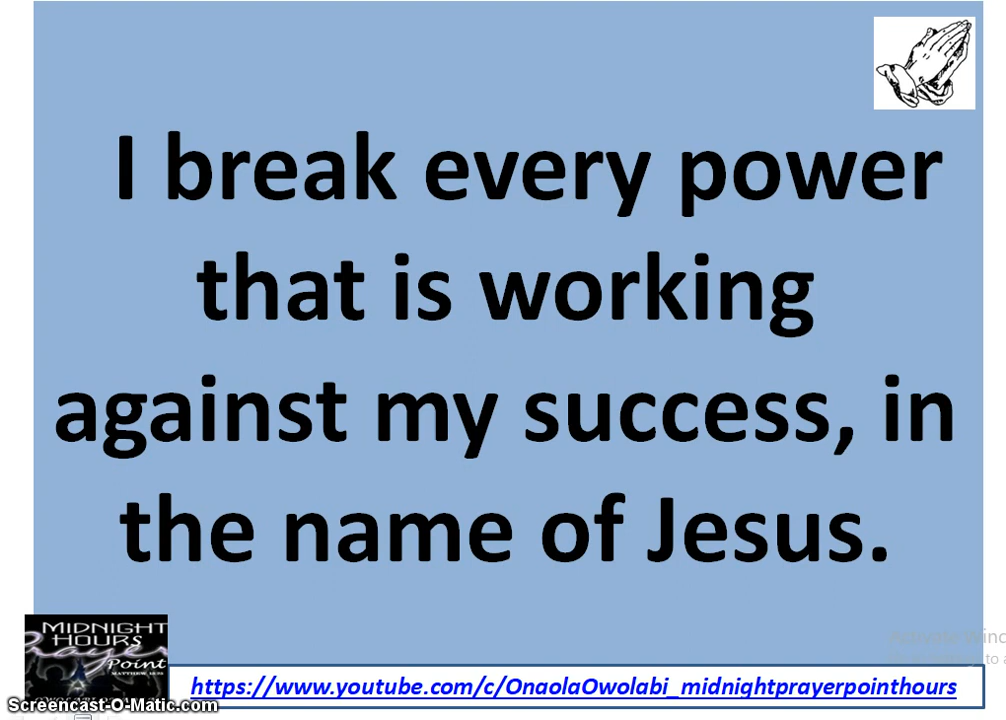 I break every power
that is working
against my success, in
the name of Jesus.
MIDNIGHT
HOURS
Prayer
Point
https://www.youtube.com/c/OnaolaOwolabi_midnightprayerpointhours
Screencast-O-Matic.com